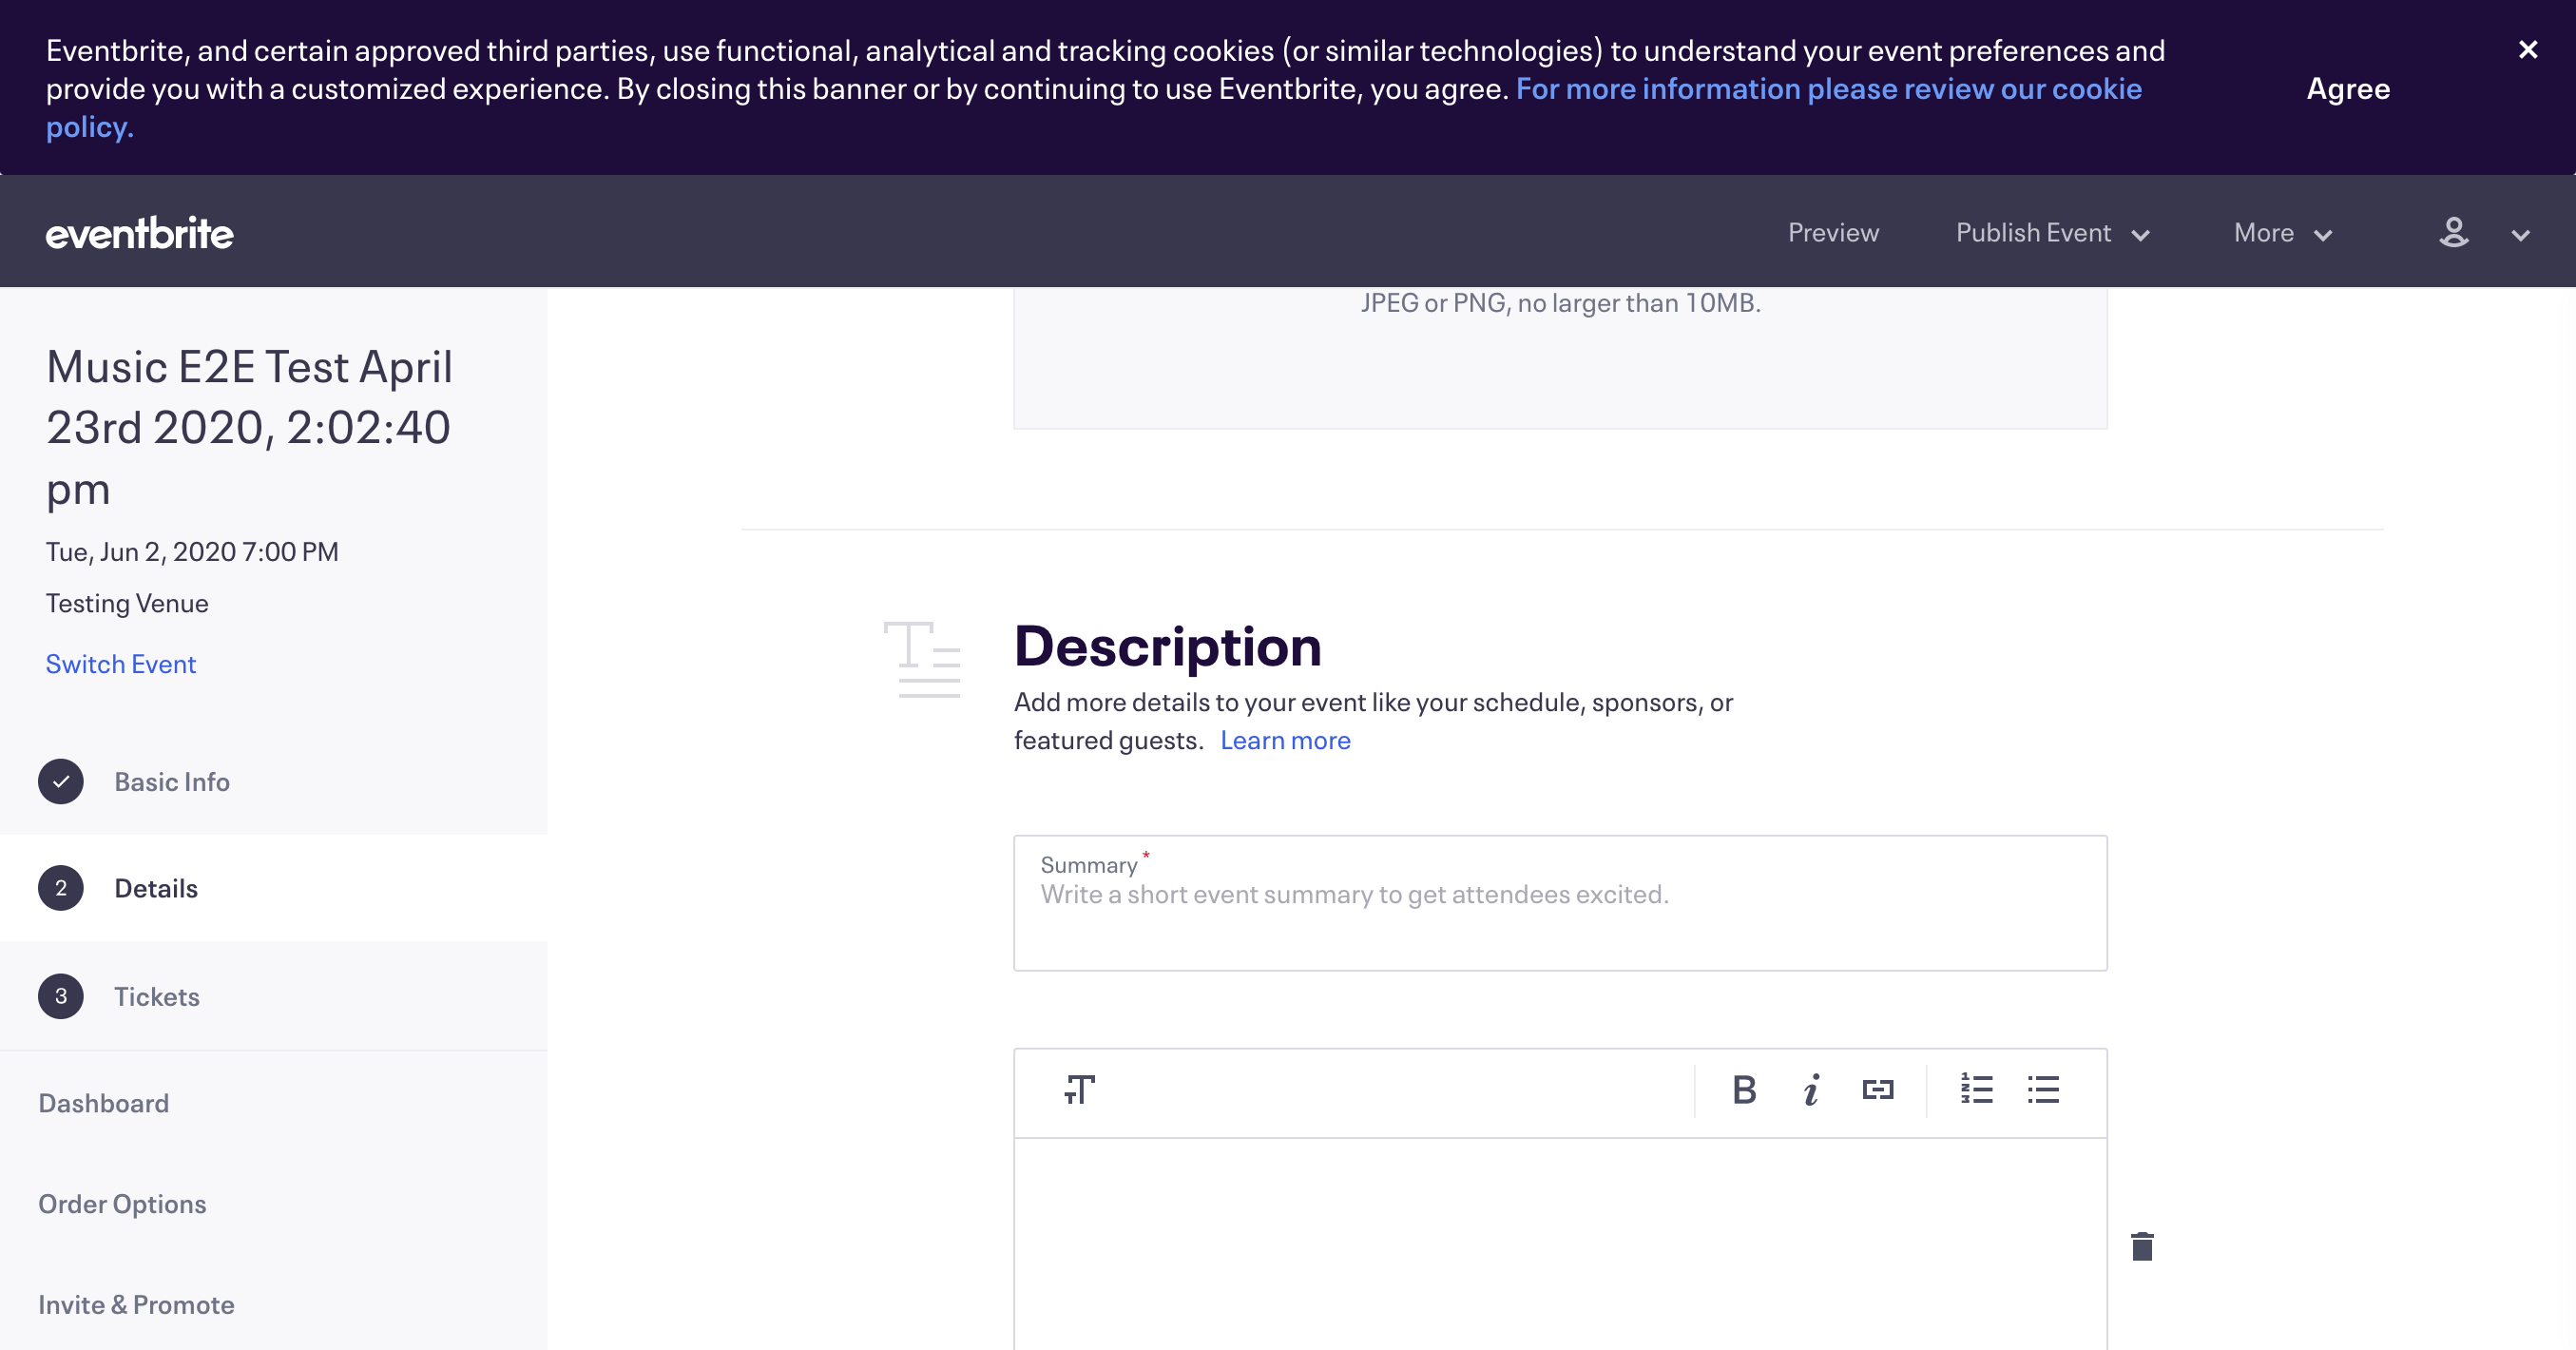 Eventbrite, and certain approved third parties, use functional, analytical and tracking cookies (or similar technologies) to understand your event preferences and
provide you with a customized experience. By closing this banner or by continuing to use Eventbrite, you agree. For more information please review our cookie
policy.
Agree
eventbrite
Preview
Publish Event
More
Music E2E Test April
23rd 2020, 2:02:40
pm
Tue, Jun 2, 2020 7:00 PM
Testing Venue
Switch Event
Basic Info
2 Details
3 Tickets
Dashboard
Order Options
Invite & Promote
JPEG or PNG, no larger than 10MB.
Description
Add more details to your event like your schedule, sponsors, or
featured guests. Learn more
Summary *
Write a short event summary to get attendees excited.